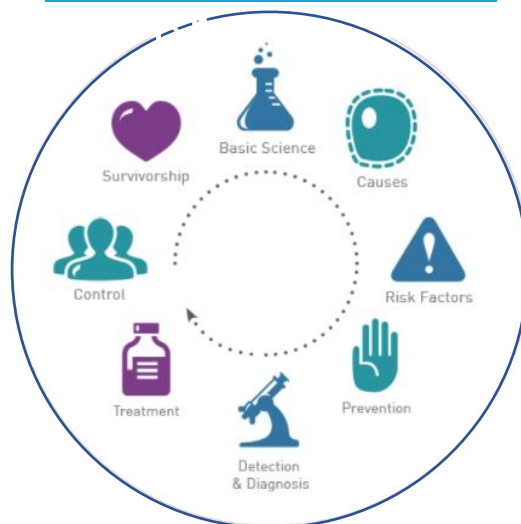 Basic Science
Causes
Risk Factors
Prevention
Detection
& Diagnosis
Treatment
Control
Survivorship